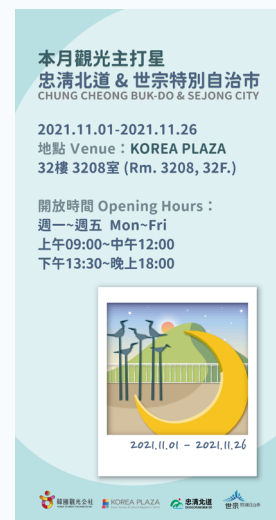 本月觀光主打星
忠清北道 & 世宗特別自治市
CHUNG CHEONG BUK-DO & SEJONG CITY
2021.11.01-2021.11.26
地點 Venue：KOREA PLAZA
32樓 3208室 (Rm. 3208, 32F.)
開放時間 Opening Hours：
週一~週五 Mon~Fri
上午09:00~中午12:00
下午13:30~晚上18:00
2021.11.01 - 2021.11.26
韓國觀光公社
KOREA PLAZA
忠清北道
世宗